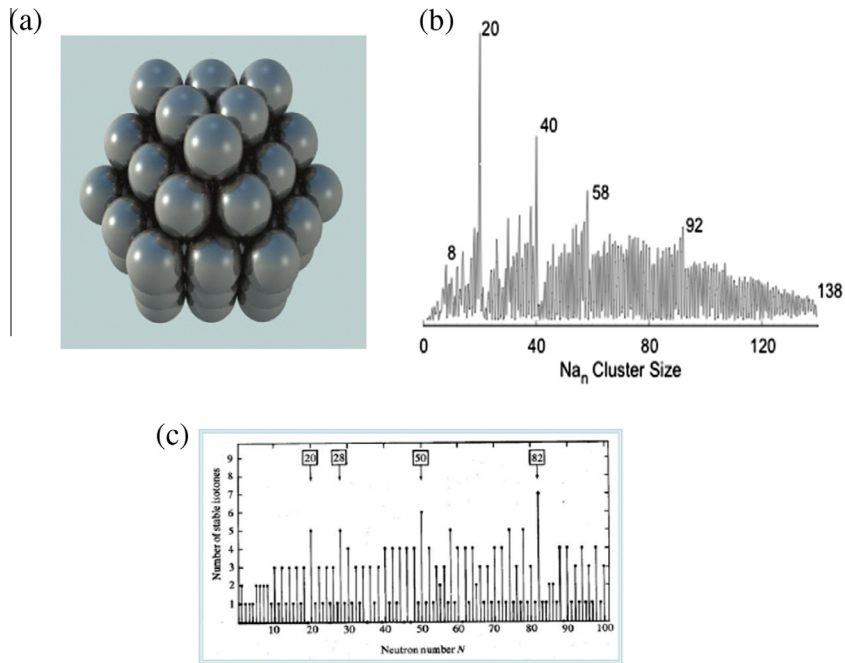 (a)
(b)
20
40
58
8
92
138
0 40 80 120
Naₙ Cluster Size
(c)
20 28 50 82
9
8
7
6
5
4
3
2
1
Number of stable isotones
10 20 30 40 50 60 70 80 90 100
Neutron number N